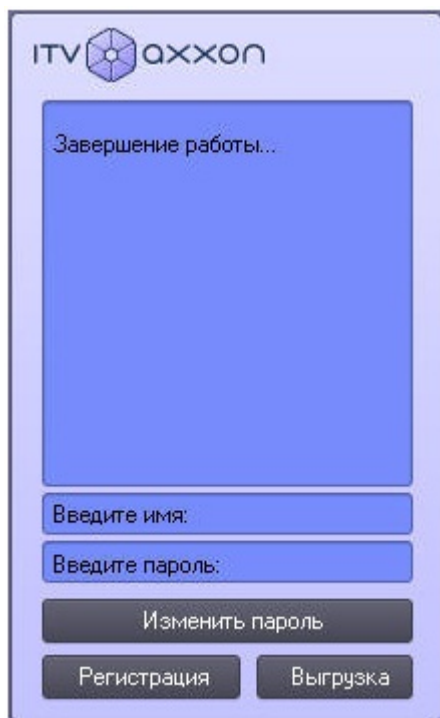 ITV axxon
Завершение работы...
Введите имя:
Введите пароль:
Изменить пароль
Регистрация Выгрузка